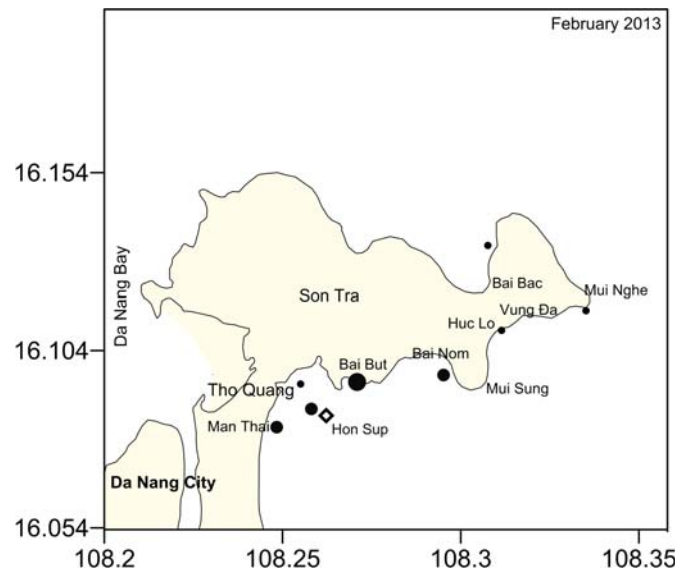 February 2013
16.154
Da Nang Bay
Son Tra
Bai Bac
Mui Nghe
Vung Đa
Huc Lo
16.104
Bai But
Bai Nom
Tho Quang
Mui Sung
Man Thai
Hon Sup
Da Nang City
16.054
108.2
108.25
108.3
108.35